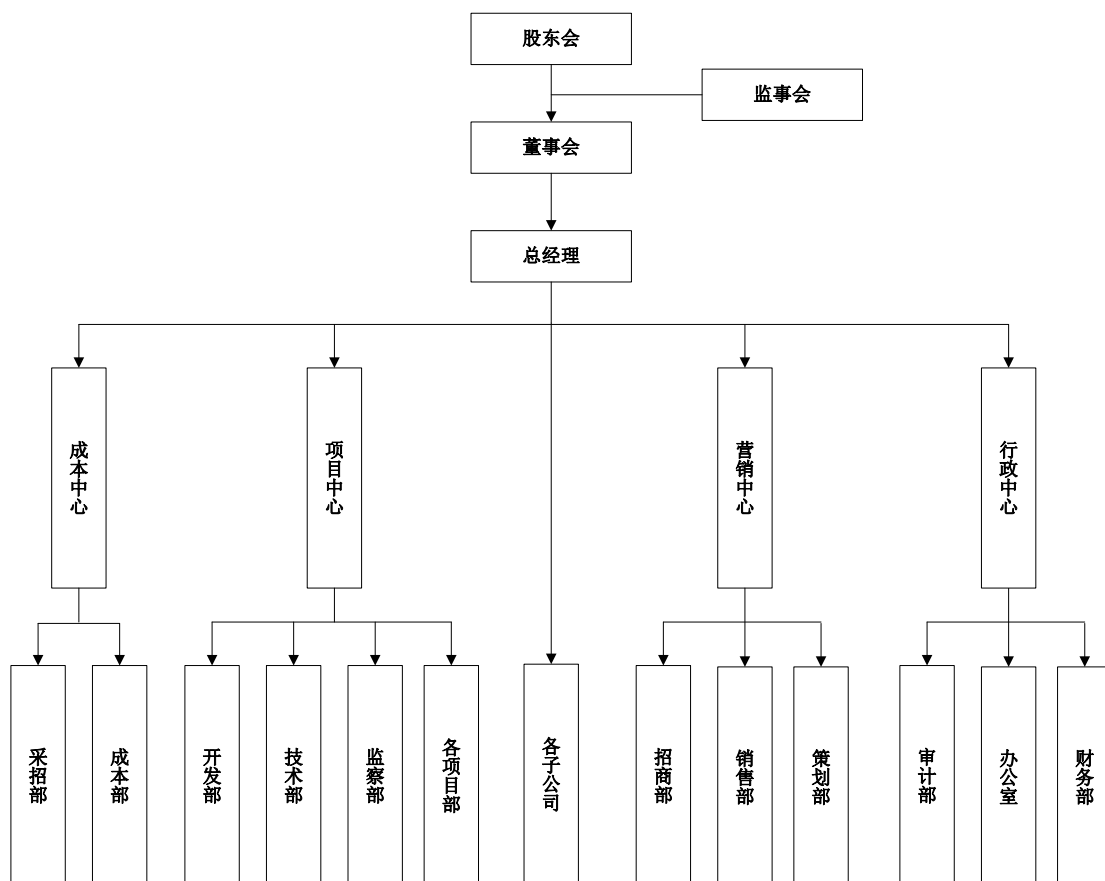 股东会
监事会
董事会
总经理
成本中心
项目中心
营销中心
行政中心
采招部
成本部
开发部
技术部
监察部
各项目部
各子公司
招商部
销售部
策划部
审计部
办公室
财务部